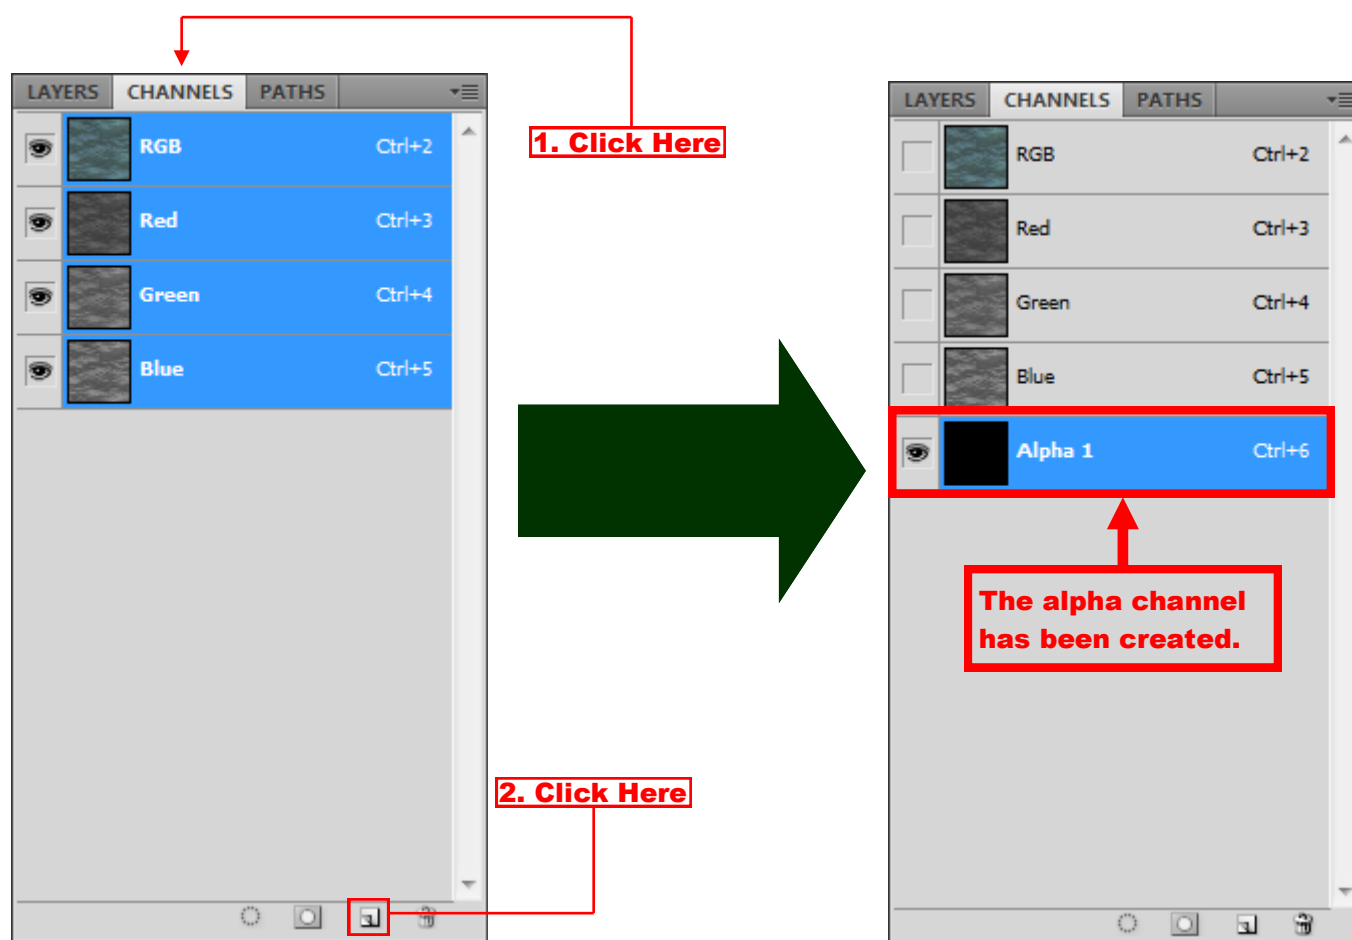 LAYERS CHANNELS PATHS
1. Click Here
RGB Ctrl+2
Red Ctrl+3
Green Ctrl+4
Blue Ctrl+5
2. Click Here
LAYERS CHANNELS PATHS
RGB Ctrl+2
Red Ctrl+3
Green Ctrl+4
Blue Ctrl+5
Alpha 1 Ctrl+6
The alpha channel
has been created.